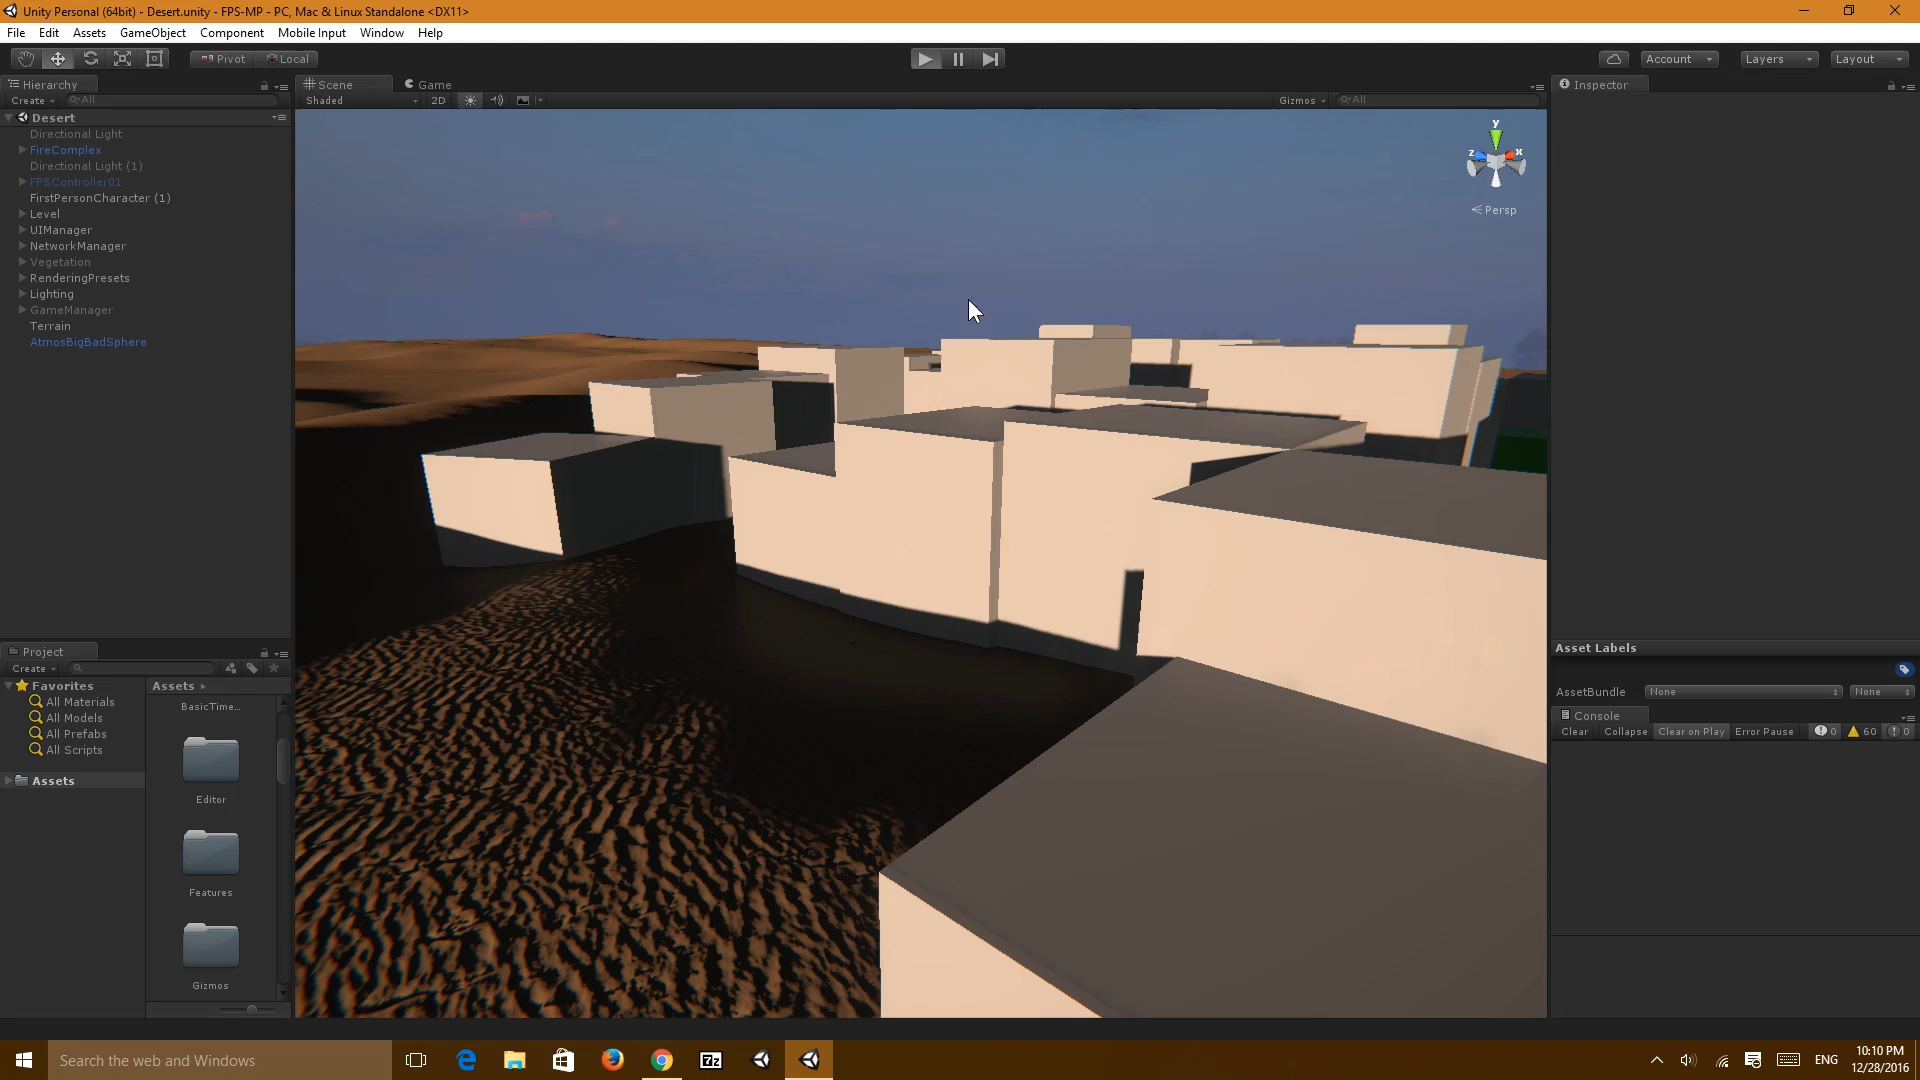 Unity Personal (64bit) - Desert.unity - FPS-MP - PC, Mac & Linux Standalone <DX11>
File Edit Assets GameObject Component Mobile Input Window Help
Pivot Local
Account Layers Layout
Hierarchy
Create All
Desert
Directional Light
FireComplex
Directional Light (1)
FPSController01
FirstPersonCharacter (1)
Level
UIManager
NetworkManager
Vegetation
RenderingPresets
Lighting
GameManager
Terrain
AtmosBigBadSphere
Scene Game
Shaded 2D Gizmos All
y
z x
Persp
Inspector
Project
Create
Favorites
All Materials
All Models
All Prefabs
All Scripts
Assets
Assets
BasicTime...
Editor
Features
Gizmos
Asset Labels
AssetBundle None None
Console
Clear Collapse Clear on Play Error Pause 0 60 0
Search the web and Windows
7z
ENG
10:10 PM
12/28/2016